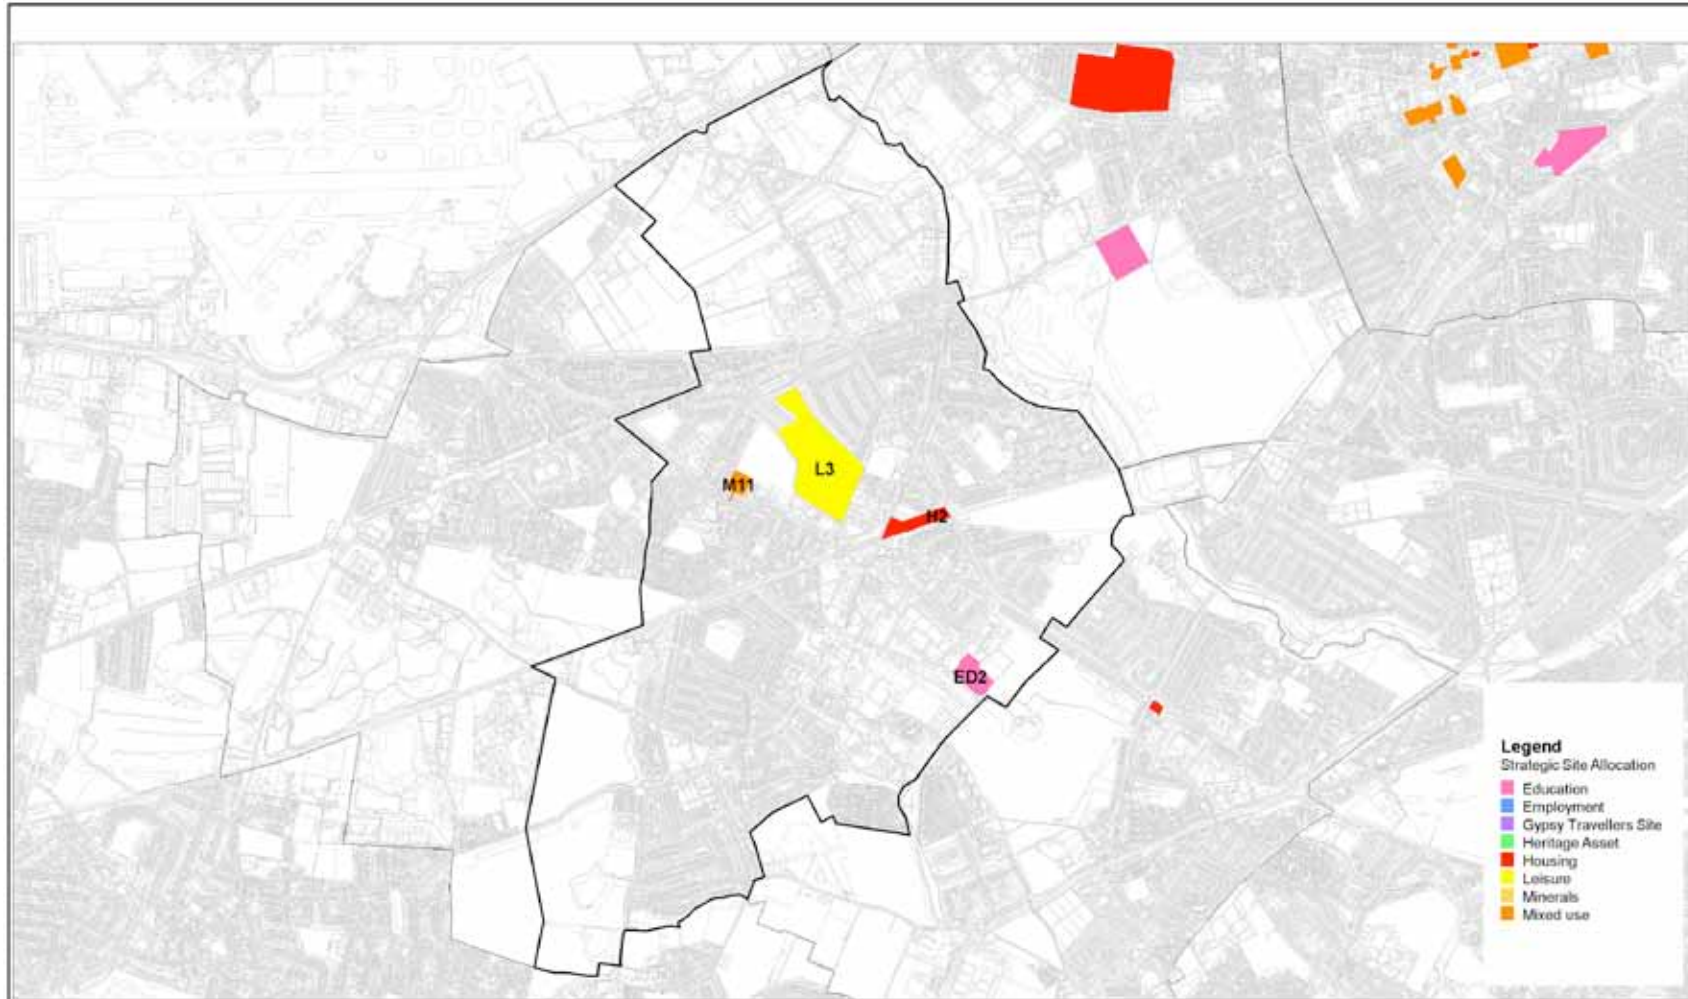 L3
M11
H2
ED2
Legend
Strategic Site Allocation
Education
Employment
Gypsy Travellers Site
Heritage Asset
Housing
Leisure
Minerals
Mixed use